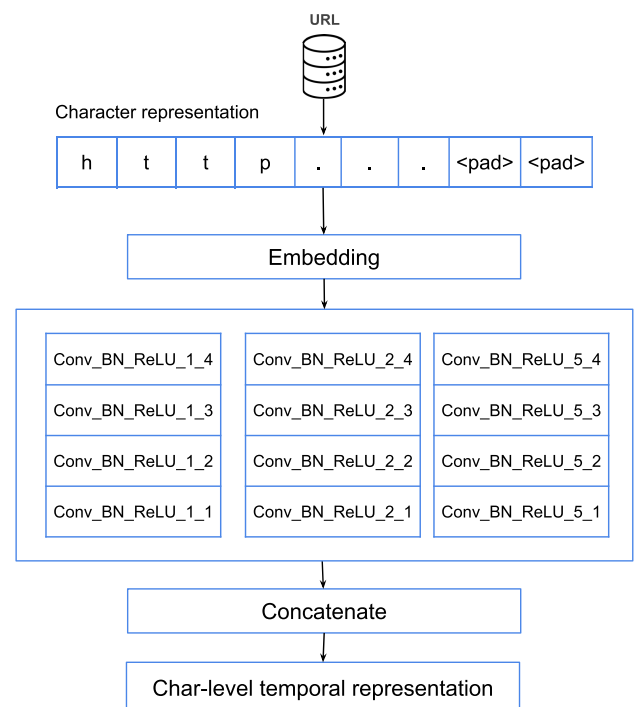 URL
Character representation
h t t p . . . <pad> <pad>
Embedding
Conv_BN_ReLU_1_4 Conv_BN_ReLU_2_4 Conv_BN_ReLU_5_4
Conv_BN_ReLU_1_3 Conv_BN_ReLU_2_3 Conv_BN_ReLU_5_3
Conv_BN_ReLU_1_2 Conv_BN_ReLU_2_2 Conv_BN_ReLU_5_2
Conv_BN_ReLU_1_1 Conv_BN_ReLU_2_1 Conv_BN_ReLU_5_1
Concatenate
Char-level temporal representation